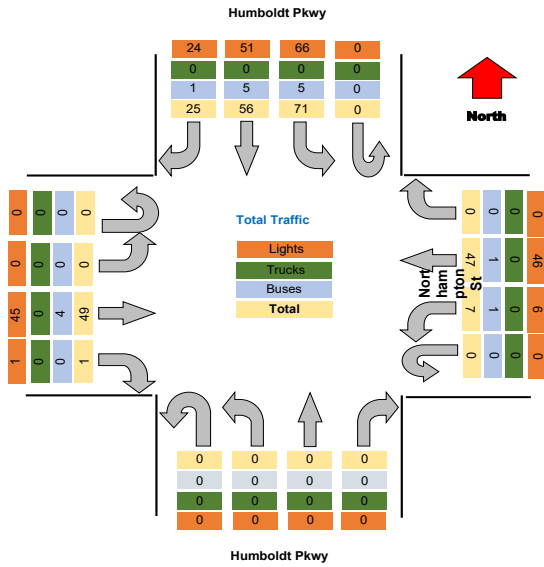 Humboldt Pkwy
24 51 66 0
0 0 0 0
1 5 5 0
25 56 71 0
North
0 0 0 0
0 0 0 0
45 0 4 49
1 0 0 1
Total Traffic
Lights
Trucks
Buses
Total
Nort
ham
pton
St
0 0 0 0
47 1 0 46
7 1 0 6
0 0 0 0
0 0 0 0
0 0 0 0
0 0 0 0
0 0 0 0
Humboldt Pkwy